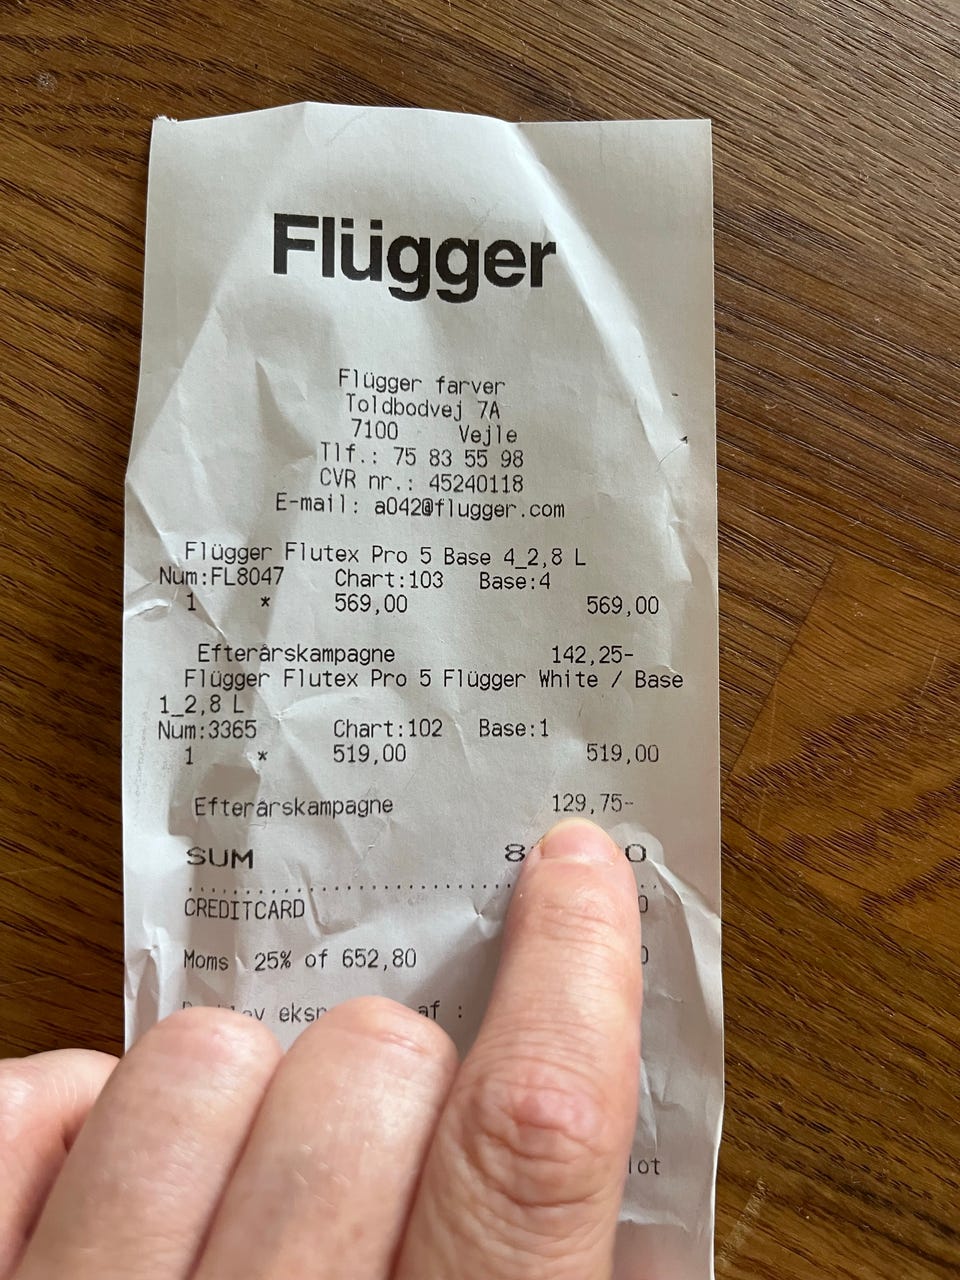 Flügger
Flügger farver
Toldbodvej 7A
7100 Vejle
Tlf.: 75 83 55 98
CVR nr.: 45240118
E-mail: a042@flugger.com
Flügger Flutex Pro 5 Base 4_2,8 L
Num:FL8047 Chart:103 Base:4
1 * 569,00 569,00
Efterårskampagne 142,25-
Flügger Flutex Pro 5 Flügger White / Base
1_2,8 L
Num:3365 Chart:102 Base:1
1 * 519,00 519,00
Efterårskampagne 129,75-
SUM
CREDITCARD
Moms 25% of 652,80
af :